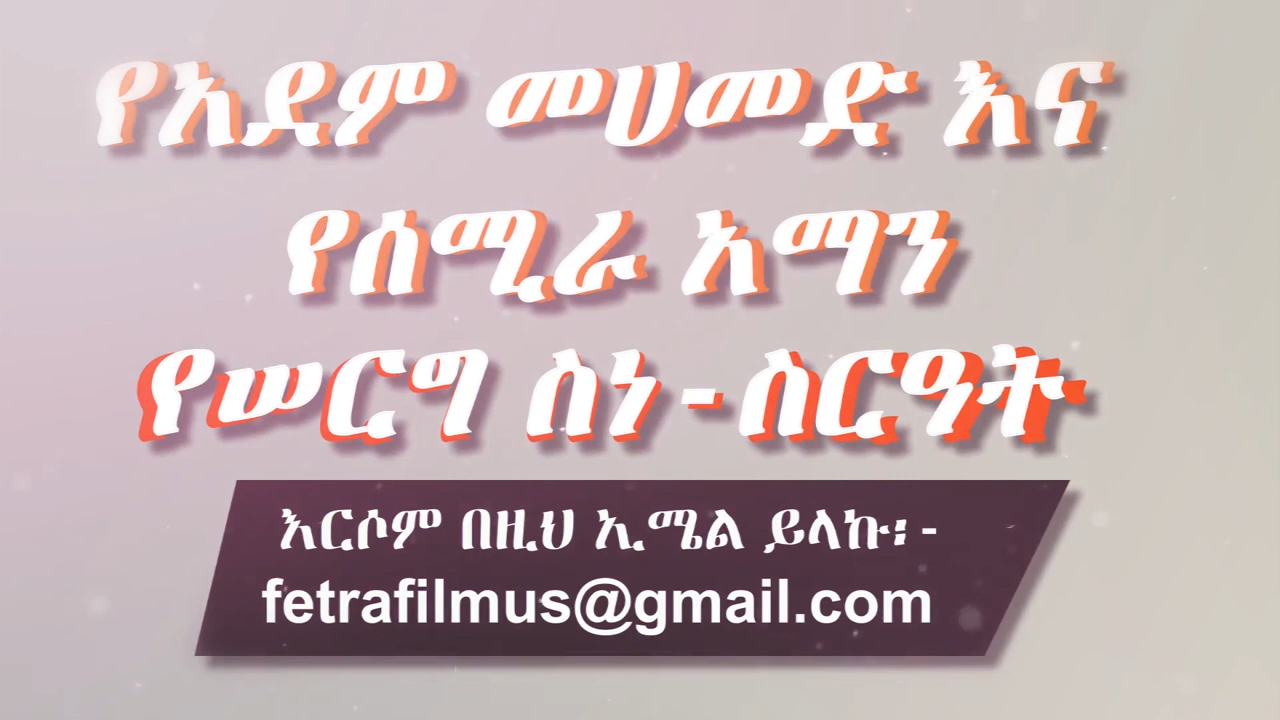 የአደም መሀመድ እና
የሰሚራ አማን
የሠርግ ስነ-ስርዓት
እርሶም በዚህ ኢሜል ይላኩ፡-
fetrafilmus@gmail.com